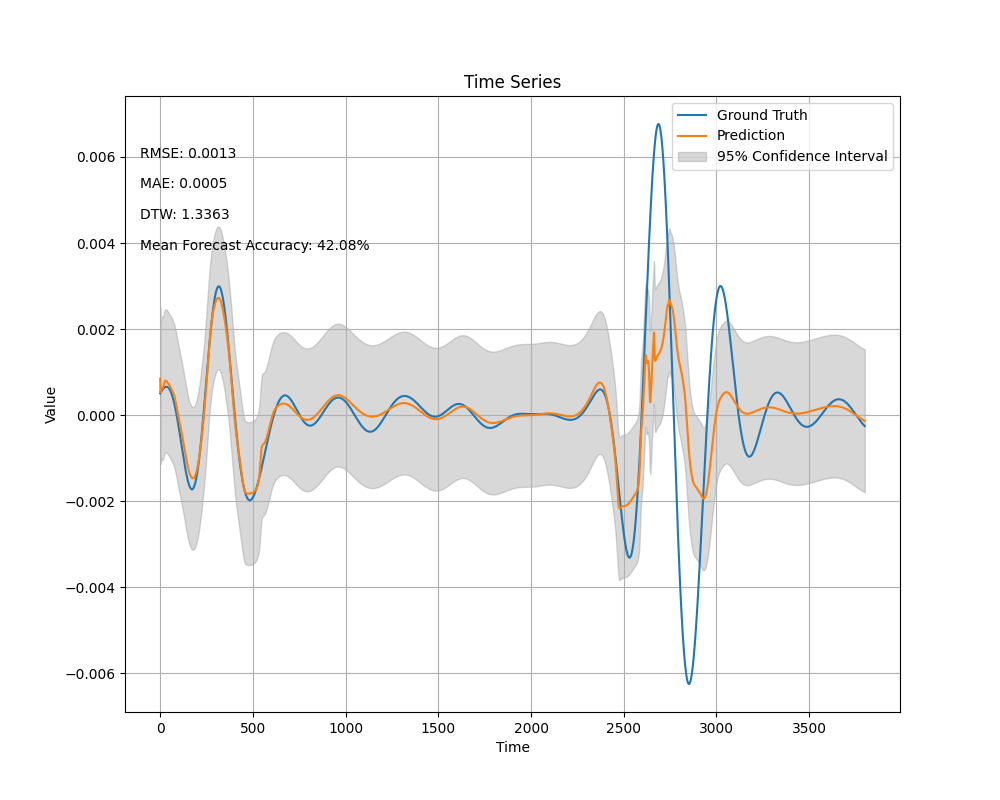 Time Series
Ground Truth
Prediction
95% Confidence Interval
RMSE: 0.0013
MAE: 0.0005
DTW: 1.3363
Mean Forecast Accuracy: 42.08%
Value
0.006
0.004
0.002
0.000
−0.002
−0.004
−0.006
0 500 1000 1500 2000 2500 3000 3500
Time